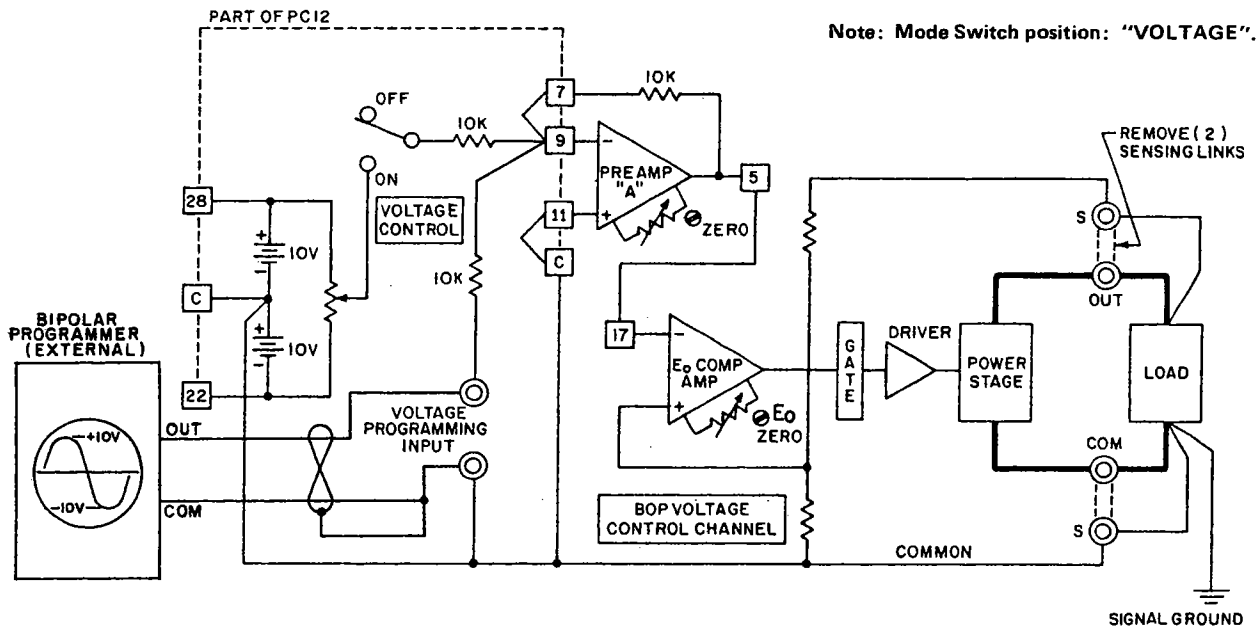 PART OF PC12
Note: Mode Switch position: "VOLTAGE".
OFF
10K
ON
VOLTAGE
CONTROL
28
+
10V
-
C
+
10V
-
22
10K
7
9
11
C
10K
-
PREAMP
"A"
+
ZERO
5
17
-
Eo COMP
AMP
+
Eo
ZERO
GATE
DRIVER
POWER
STAGE
REMOVE (2)
SENSING LINKS
S
OUT
LOAD
COM
S
BIPOLAR
PROGRAMMER
(EXTERNAL)
+10V
-10V
OUT
COM
VOLTAGE
PROGRAMMING
INPUT
BOP VOLTAGE
CONTROL CHANNEL
COMMON
SIGNAL GROUND